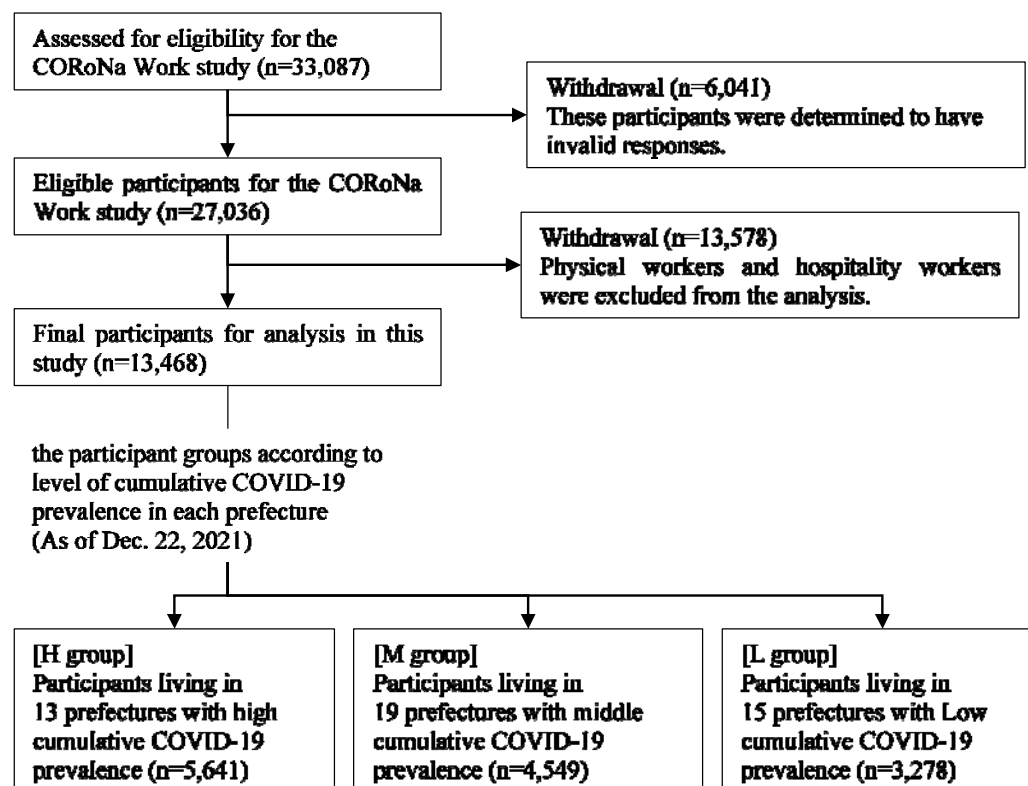 Assessed for eligibility for the
CORoNa Work study (n=33,087)
Withdrawal (n=6,041)
These participants were determined to have
invalid responses.
Eligible participants for the CORoNa
Work study (n=27,036)
Withdrawal (n=13,578)
Physical workers and hospitality workers
were excluded from the analysis.
Final participants for analysis in this
study (n=13,468)
the participant groups according to
level of cumulative COVID-19
prevalence in each prefecture
(As of Dec. 22, 2021)
[H group]
Participants living in
13 prefectures with high
cumulative COVID-19
prevalence (n=5,641)
[M group]
Participants living in
19 prefectures with middle
cumulative COVID-19
prevalence (n=4,549)
[L group]
Participants living in
15 prefectures with Low
cumulative COVID-19
prevalence (n=3,278)